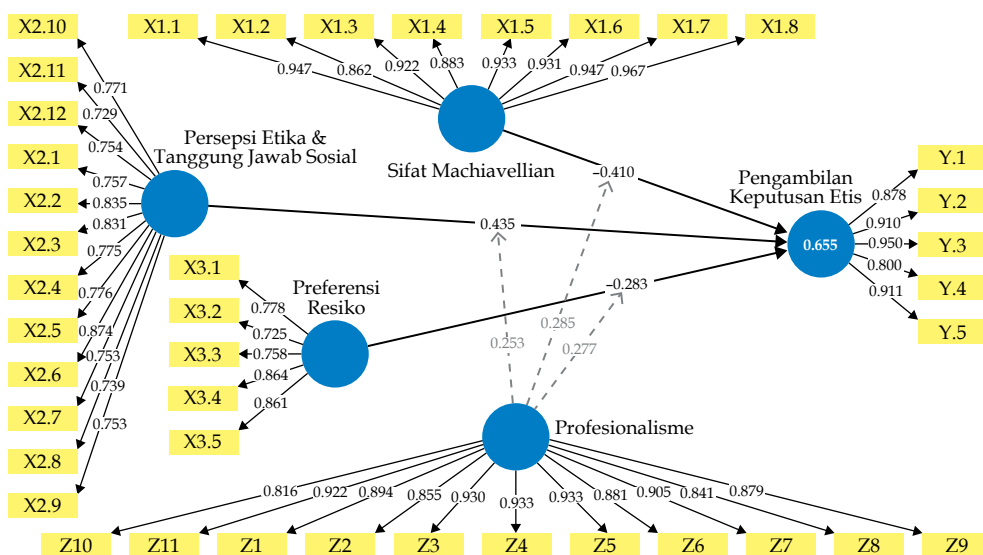 X2.10
X1.1
X1.2
X1.3
X1.4
X1.5
X1.6
X1.7
X1.8
0.947
0.862
0.922
0.883
0.933
0.931
0.947
0.967
X2.11
X2.12
X2.1
X2.2
X2.3
X2.4
X2.5
X2.6
X2.7
X2.8
X2.9
0.771
0.729
0.754
0.757
0.835
0.831
0.775
0.776
0.874
0.753
0.739
0.753
Persepsi Etika &
Tanggung Jawab Sosial
Sifat Machiavellian
–0.410
0.435
–0.283
Pengambilan
Keputusan Etis
0.655
0.878
0.910
0.950
0.800
0.911
Y.1
Y.2
Y.3
Y.4
Y.5
X3.1
X3.2
X3.3
X3.4
X3.5
0.778
0.725
0.758
0.864
0.861
Preferensi
Resiko
0.253
0.285
0.277
Profesionalisme
0.816
0.922
0.894
0.855
0.930
0.933
0.933
0.881
0.905
0.841
0.879
Z10
Z11
Z1
Z2
Z3
Z4
Z5
Z6
Z7
Z8
Z9